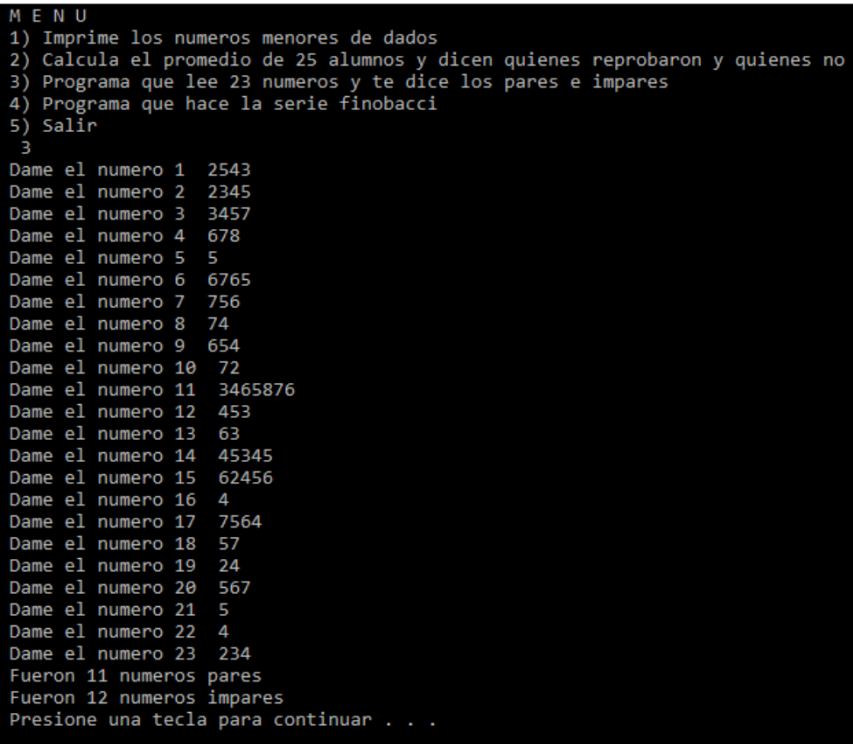 M E N U
1) Imprime los numeros menores de dados
2) Calcula el promedio de 25 alumnos y dicen quienes reprobaron y quienes no
3) Programa que lee 23 numeros y te dice los pares e impares
4) Programa que hace la serie finobacci
5) Salir
3
Dame el numero 1  2543
Dame el numero 2  2345
Dame el numero 3  3457
Dame el numero 4  678
Dame el numero 5  5
Dame el numero 6  6765
Dame el numero 7  756
Dame el numero 8  74
Dame el numero 9  654
Dame el numero 10  72
Dame el numero 11  3465876
Dame el numero 12  453
Dame el numero 13  63
Dame el numero 14  45345
Dame el numero 15  62456
Dame el numero 16  4
Dame el numero 17  7564
Dame el numero 18  57
Dame el numero 19  24
Dame el numero 20  567
Dame el numero 21  5
Dame el numero 22  4
Dame el numero 23  234
Fueron 11 numeros pares
Fueron 12 numeros impares
Presione una tecla para continuar . . .